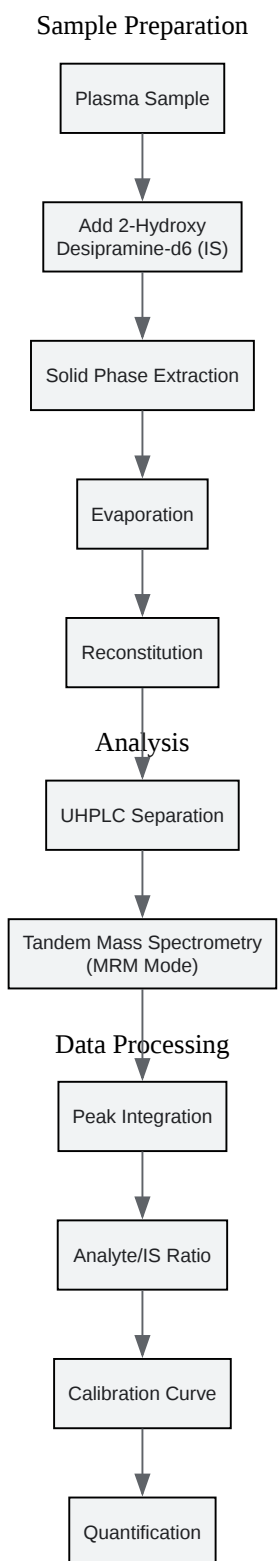 Sample Preparation
Plasma Sample
Add 2-Hydroxy
Desipramine-d6 (IS)
Solid Phase Extraction
Evaporation
Reconstitution
Analysis
UHPLC Separation
Tandem Mass Spectrometry
(MRM Mode)
Data Processing
Peak Integration
Analyte/IS Ratio
Calibration Curve
Quantification